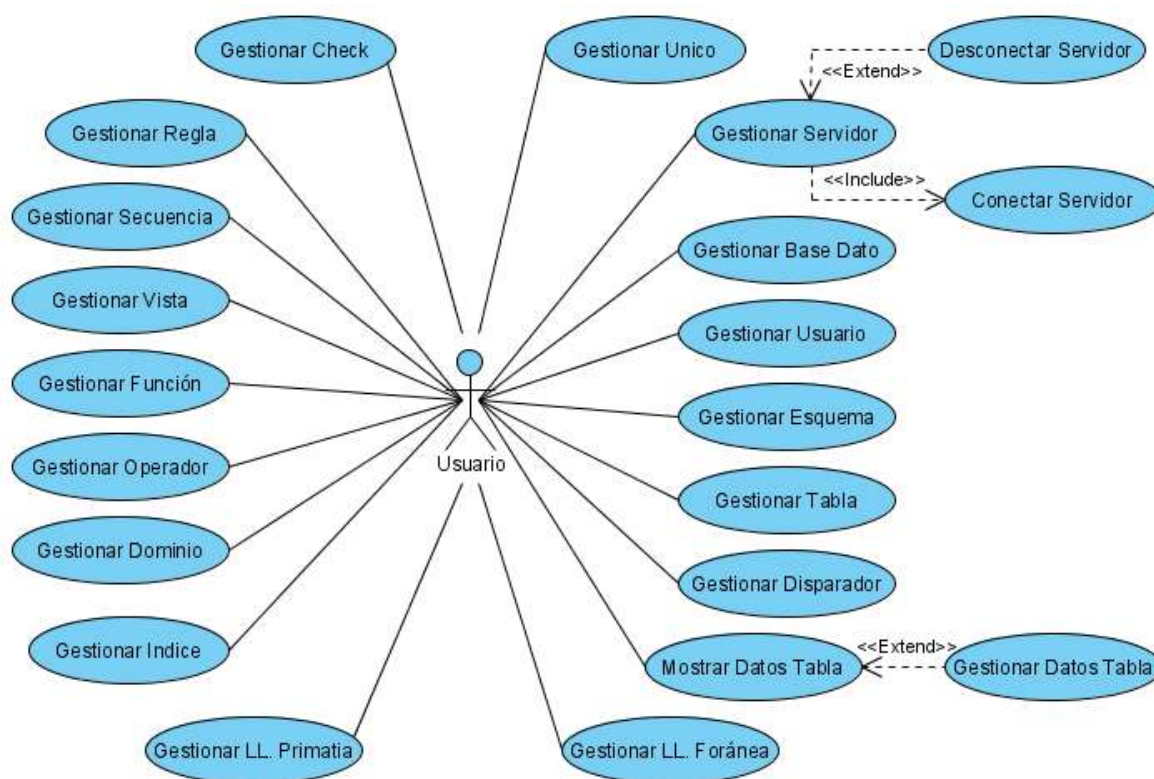 Gestionar Check
Gestionar Unico
Desconectar Servidor
<<Extend>>
Gestionar Regla
Gestionar Servidor
<<Include>>
Gestionar Secuencia
Conectar Servidor
Gestionar Base Dato
Gestionar Vista
Gestionar Usuario
Gestionar Función
Gestionar Esquema
Usuario
Gestionar Operador
Gestionar Tabla
Gestionar Dominio
Gestionar Disparador
Gestionar Indice
<<Extend>>
Mostrar Datos Tabla
Gestionar Datos Tabla
Gestionar LL. Primatia
Gestionar LL. Foránea